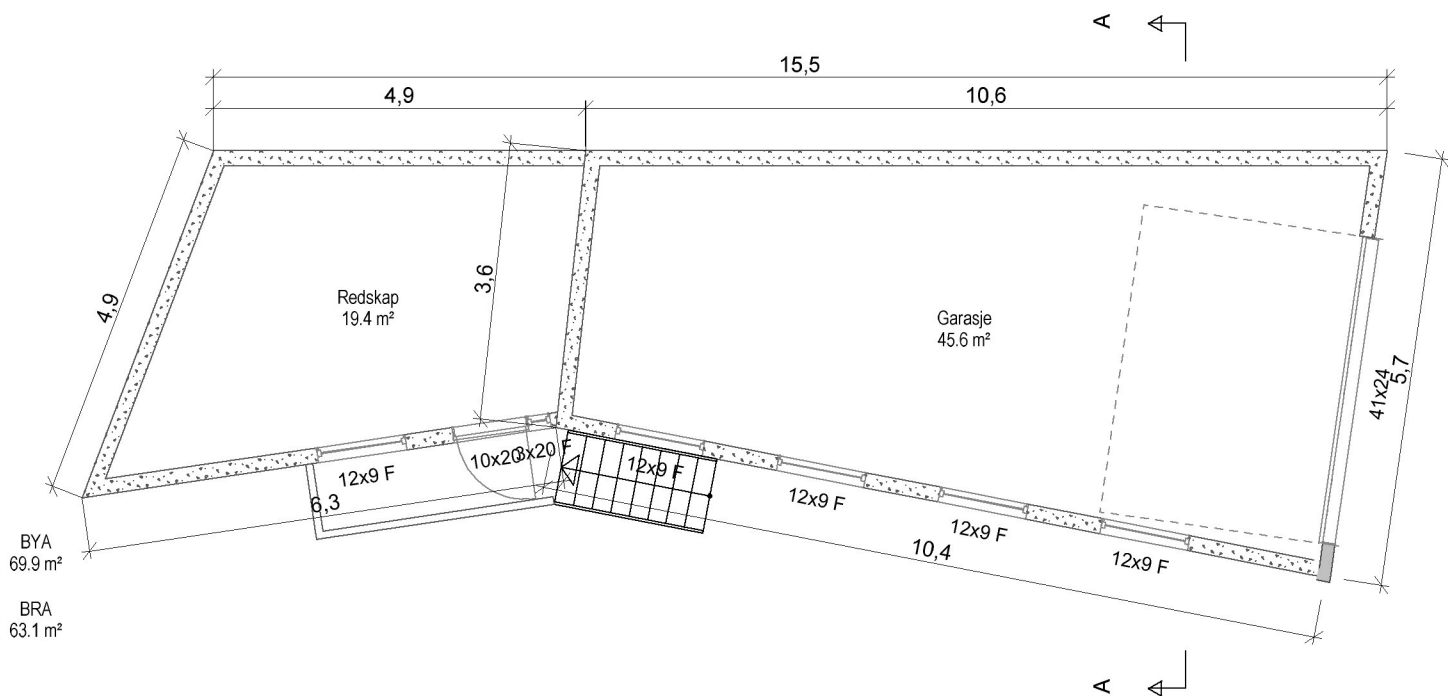 A
15,5
4,9
10,6
4,9
3,6
Redskap
19.4 m²
Garasje
45.6 m²
41x24
5,7
12x9 F
10x20
3x20 F
12x9 F
12x9 F
12x9 F
12x9 F
6,3
10,4
BYA
69.9 m²
BRA
63.1 m²
A